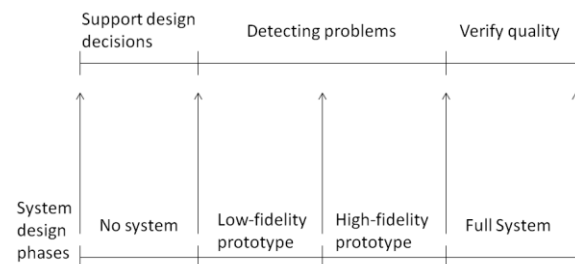 Support design
decisions
Detecting problems
Verify quality
System
design
phases
No system
Low-fidelity
prototype
High-fidelity
prototype
Full System